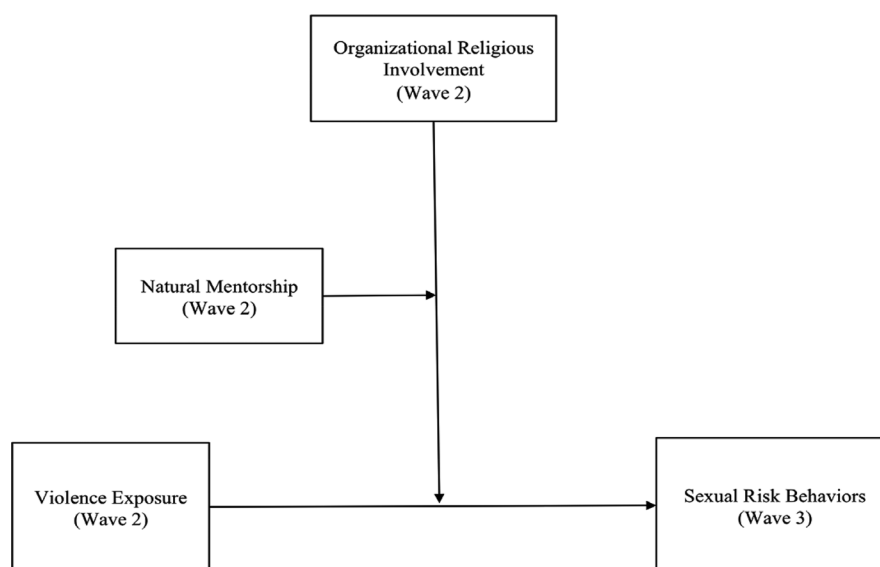 Organizational Religious
Involvement
(Wave 2)
Natural Mentorship
(Wave 2)
Violence Exposure
(Wave 2)
Sexual Risk Behaviors
(Wave 3)